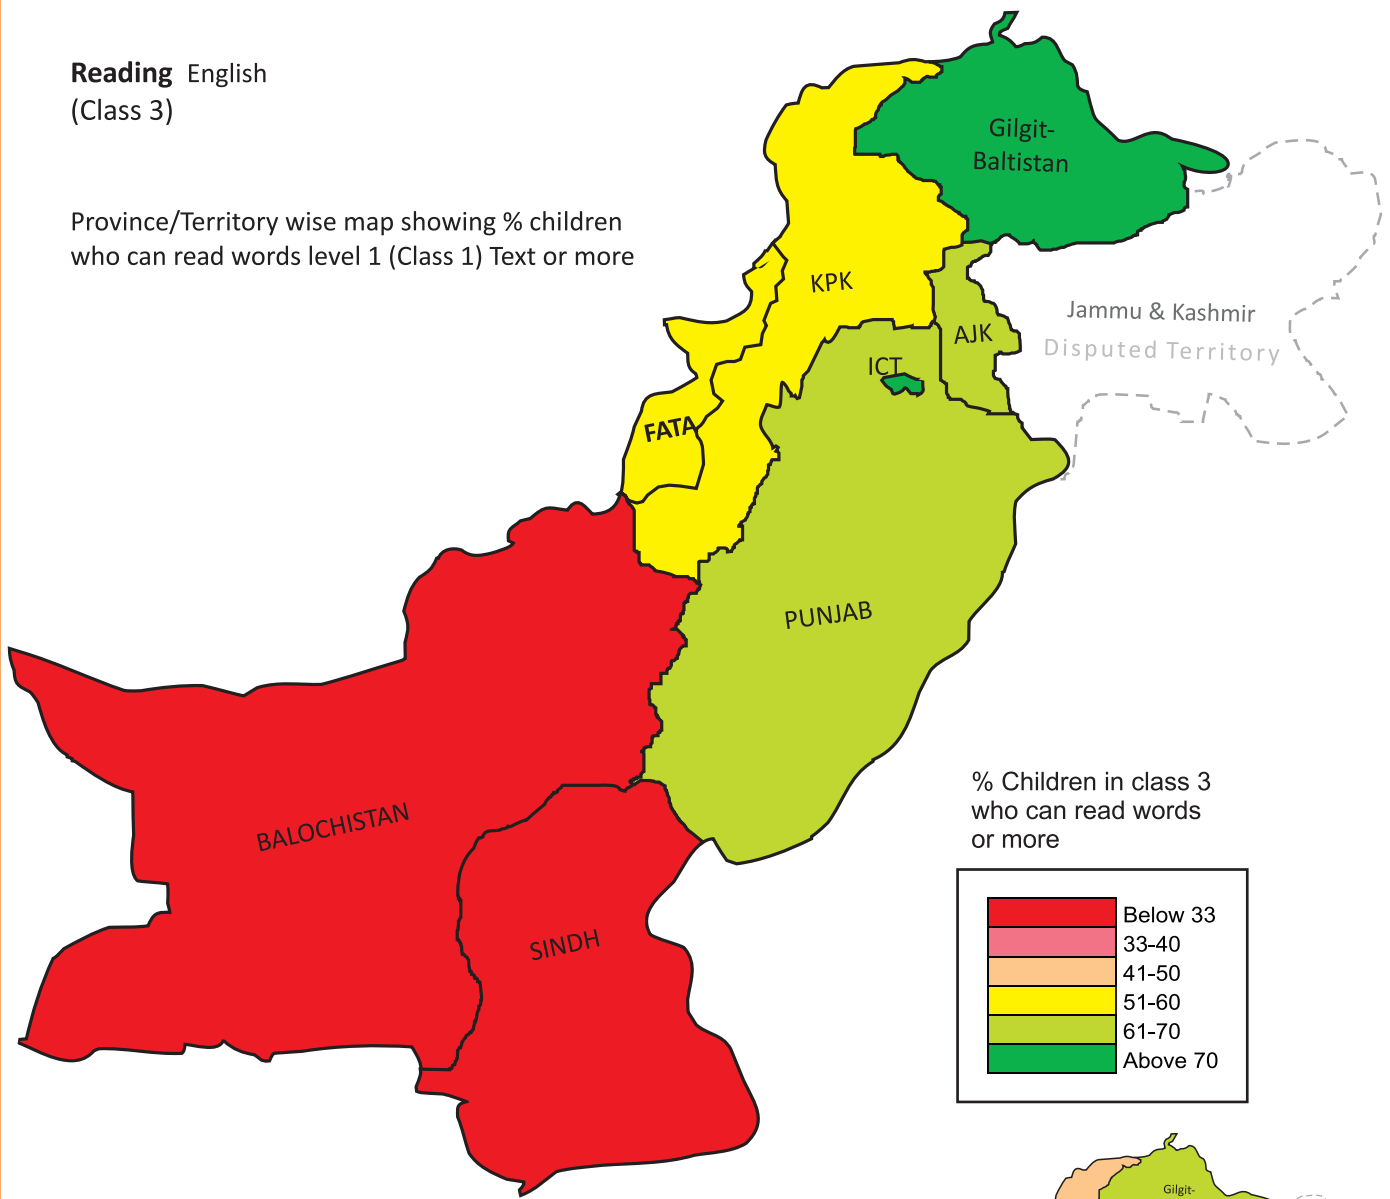 Reading English
(Class 3)
Province/Territory wise map showing % children
who can read words level 1 (Class 1) Text or more
Gilgit-
Baltistan
KPK
AJK
Jammu & Kashmir
Disputed Territory
ICT
FATA
PUNJAB
BALOCHISTAN
SINDH
% Children in class 3
who can read words
or more
Below 33
33-40
41-50
51-60
61-70
Above 70
Gilgit-